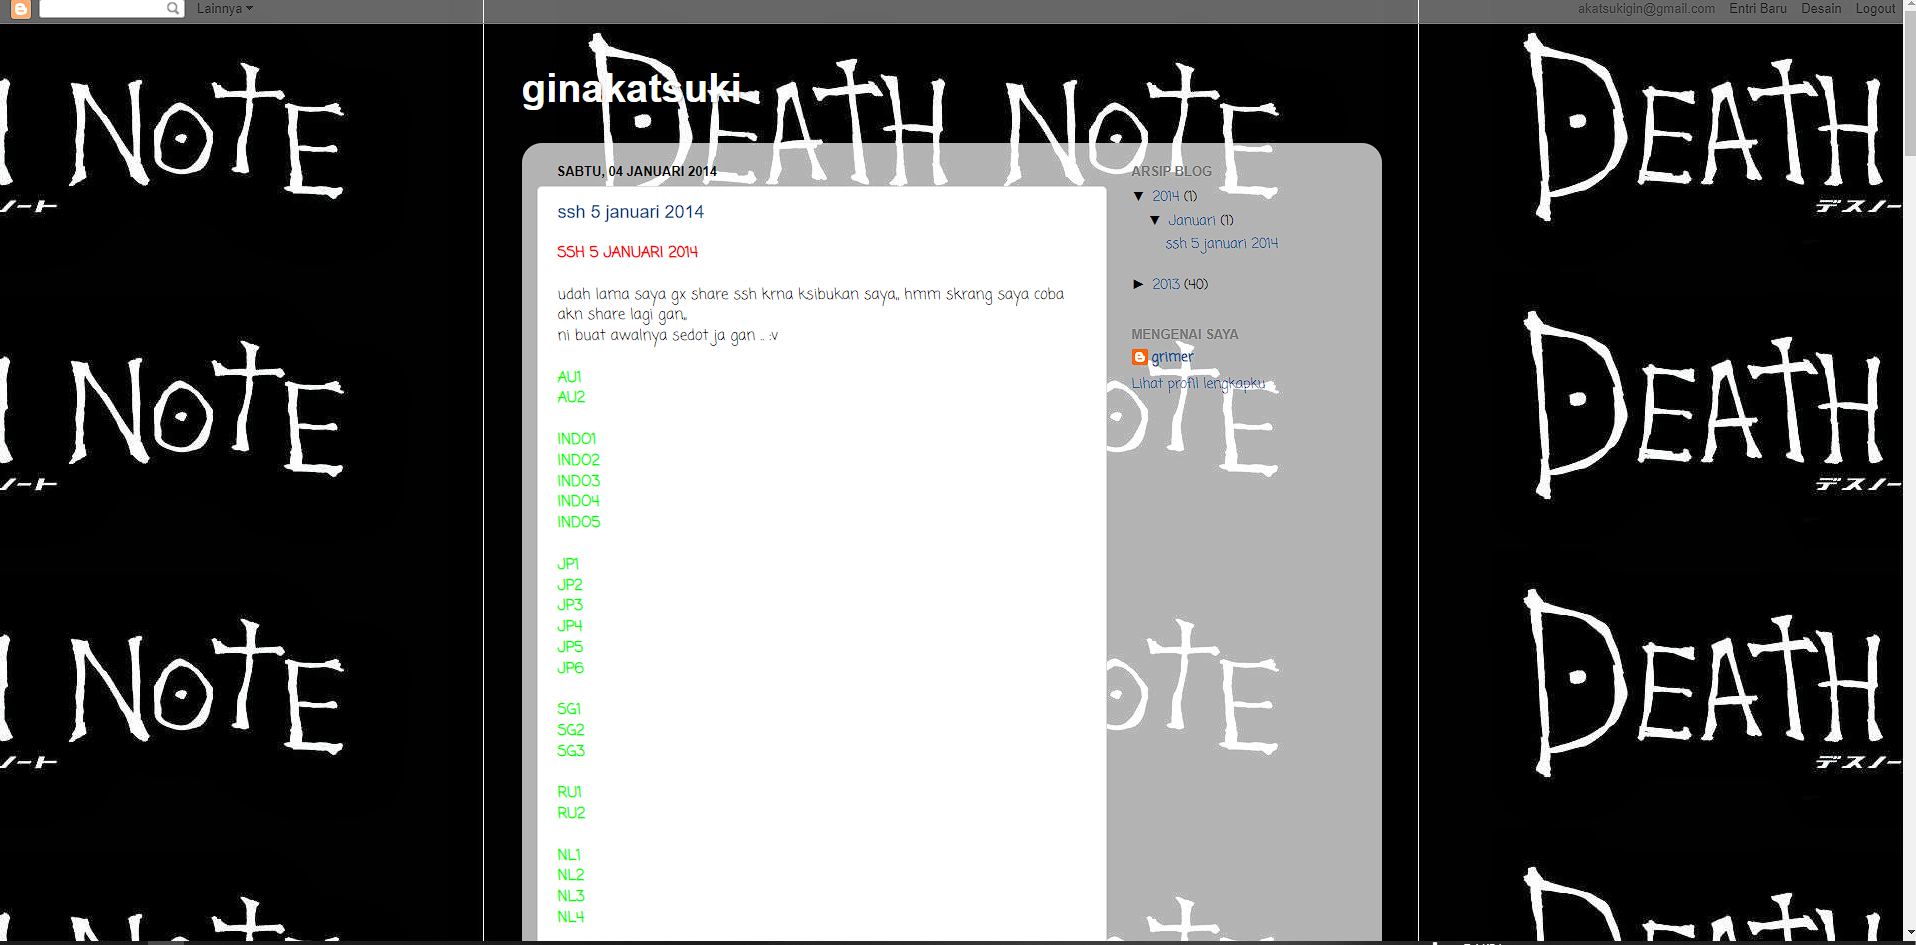 Lainnya
akatsukigin@gmail.com Entri Baru Desain Logout
ginakatsuki
DEATH NOTE
SABTU, 04 JANUARI 2014
ssh 5 januari 2014
SSH 5 JANUARI 2014
udah lama saya gx share ssh krna ksibukan saya,, hmm skrang saya coba
akn share lagi gan,,
ni buat awalnya sedot ja gan .. :v
AU1
AU2
INDO1
INDO2
INDO3
INDO4
INDO5
JP1
JP2
JP3
JP4
JP5
JP6
SG1
SG2
SG3
RU1
RU2
NL1
NL2
NL3
NL4
ARSIP BLOG
▼ 2014 (1)
▼ Januari (1)
ssh 5 januari 2014
► 2013 (40)
MENGENAI SAYA
grimer
Lihat profil lengkapku
NOTE
ノート
DEATH
デスノー
NOTE
ノート
NOTE
DEATH
デスノー
NOTE
ノート
NOTE
DEATH
デスノー
DEATH